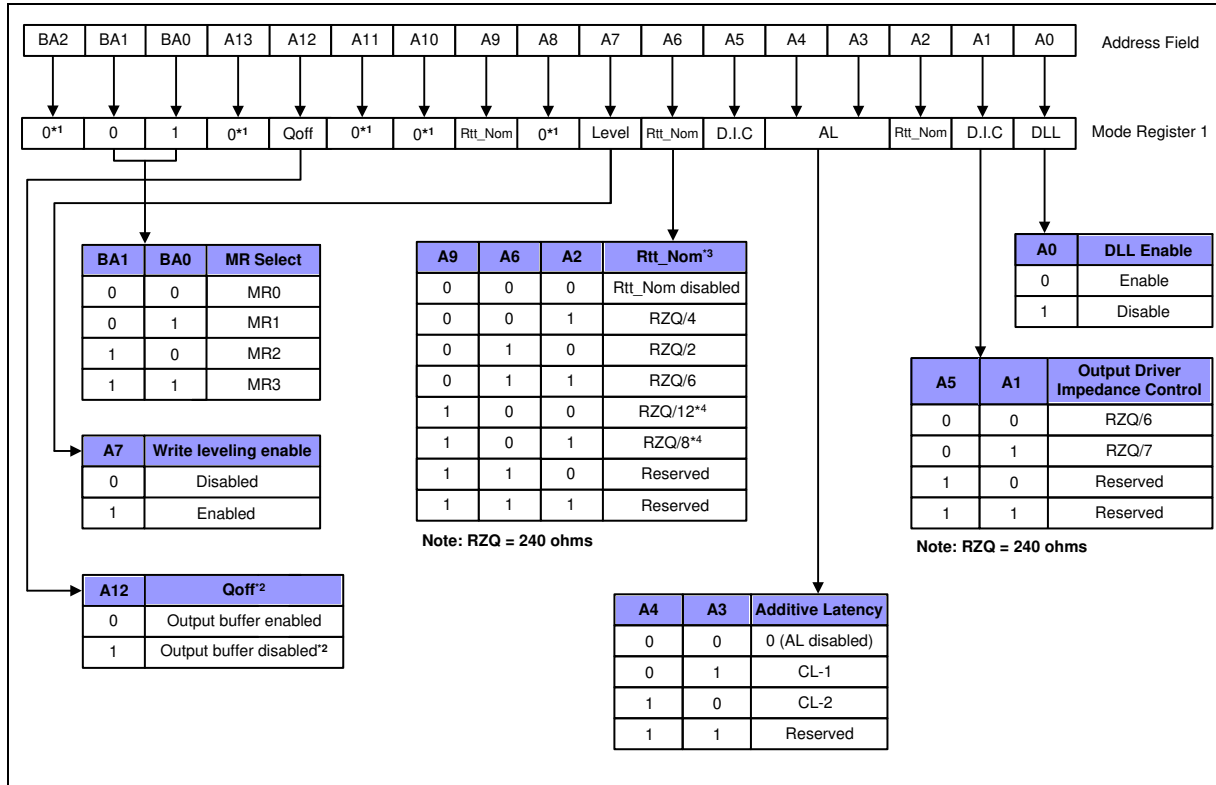 BA2 BA1 BA0 A13 A12 A11 A10 A9 A8 A7 A6 A5 A4 A3 A2 A1 A0 Address Field
0*1 0 1 0*1 Qoff 0*1 0*1 Rtt_Nom 0*1 Level Rtt_Nom D.I.C AL Rtt_Nom D.I.C DLL Mode Register 1
BA1 BA0 MR Select
0 0 MR0
0 1 MR1
1 0 MR2
1 1 MR3
A7 Write leveling enable
0 Disabled
1 Enabled
A12 Qoff*2
0 Output buffer enabled
1 Output buffer disabled*2
A9 A6 A2 Rtt_Nom*3
0 0 0 Rtt_Nom disabled
0 0 1 RZQ/4
0 1 0 RZQ/2
0 1 1 RZQ/6
1 0 0 RZQ/12*4
1 0 1 RZQ/8*4
1 1 0 Reserved
1 1 1 Reserved
Note: RZQ = 240 ohms
A4 A3 Additive Latency
0 0 0 (AL disabled)
0 1 CL-1
1 0 CL-2
1 1 Reserved
A0 DLL Enable
0 Enable
1 Disable
A5 A1 Output Driver
Impedance Control
0 0 RZQ/6
0 1 RZQ/7
1 0 Reserved
1 1 Reserved
Note: RZQ = 240 ohms